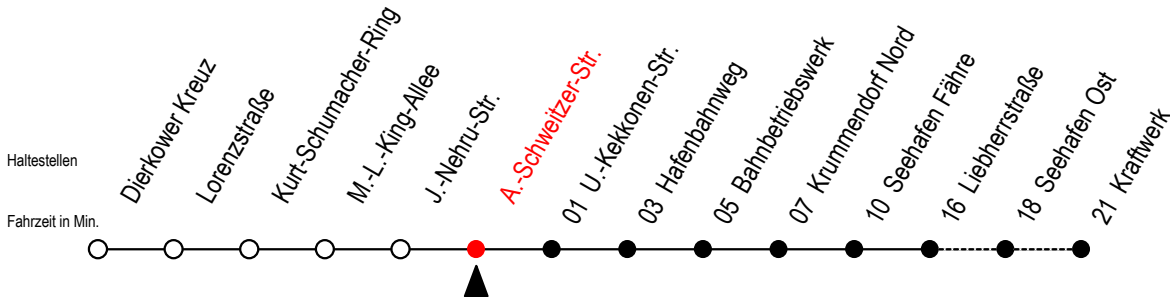 Haltestellen
Fahrzeit in Min.
Dierkower Kreuz
Lorenzstraße
Kurt-Schumacher-Ring
M.-L.-King-Allee
J.-Nehru-Str.
A.-Schweitzer-Str.
01 U.-Kekkonen-Str.
03 Hafenbahnweg
05 Bahnbetriebswerk
07 Krummendorf Nord
10 Seehafen Fähre
16 Liebherrstraße
18 Seehafen Ost
21 Kraftwerk